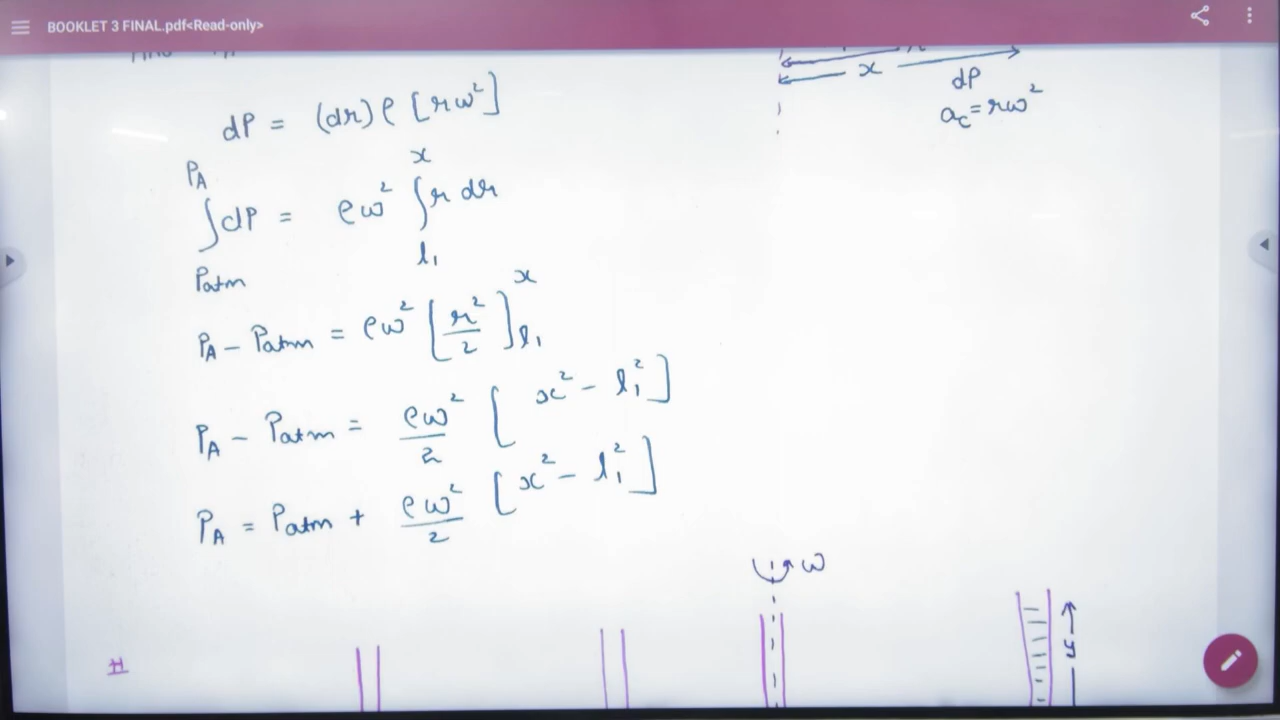 BOOKLET 3 FINAL.pdf<Read-only>
x
dP
a_c = rω²
dP = (dr) ρ [rω²]
P_A
x
∫dP = ρω² ∫r dr
l₁
Patm
P_A - Patm = ρω² [r²/2]
x
l₁
P_A - Patm = ρω²/2 [x² - l₁²]
P_A = Patm + ρω²/2 [x² - l₁²]
ω
#
y